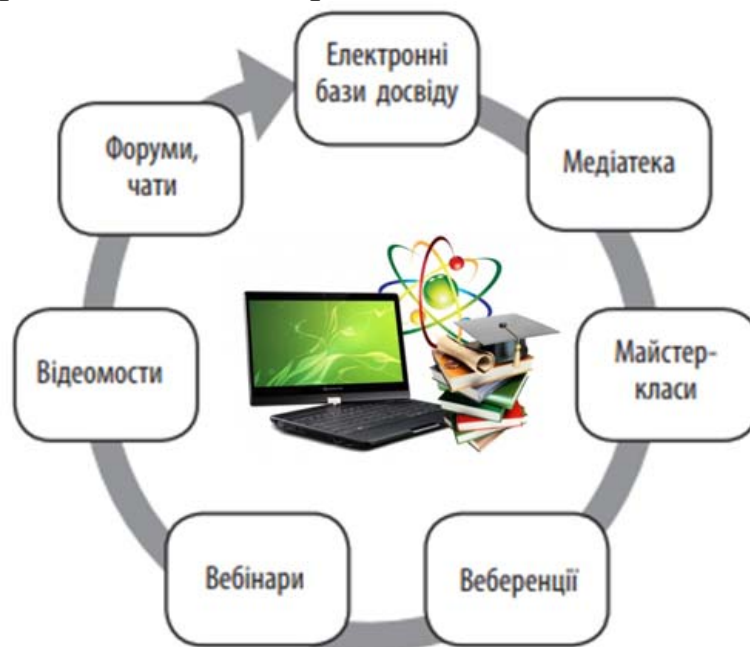 Електронні
бази досвіду
Медіатека
Майстер-
класи
Веберенції
Вебінари
Відеомости
Форуми,
чати